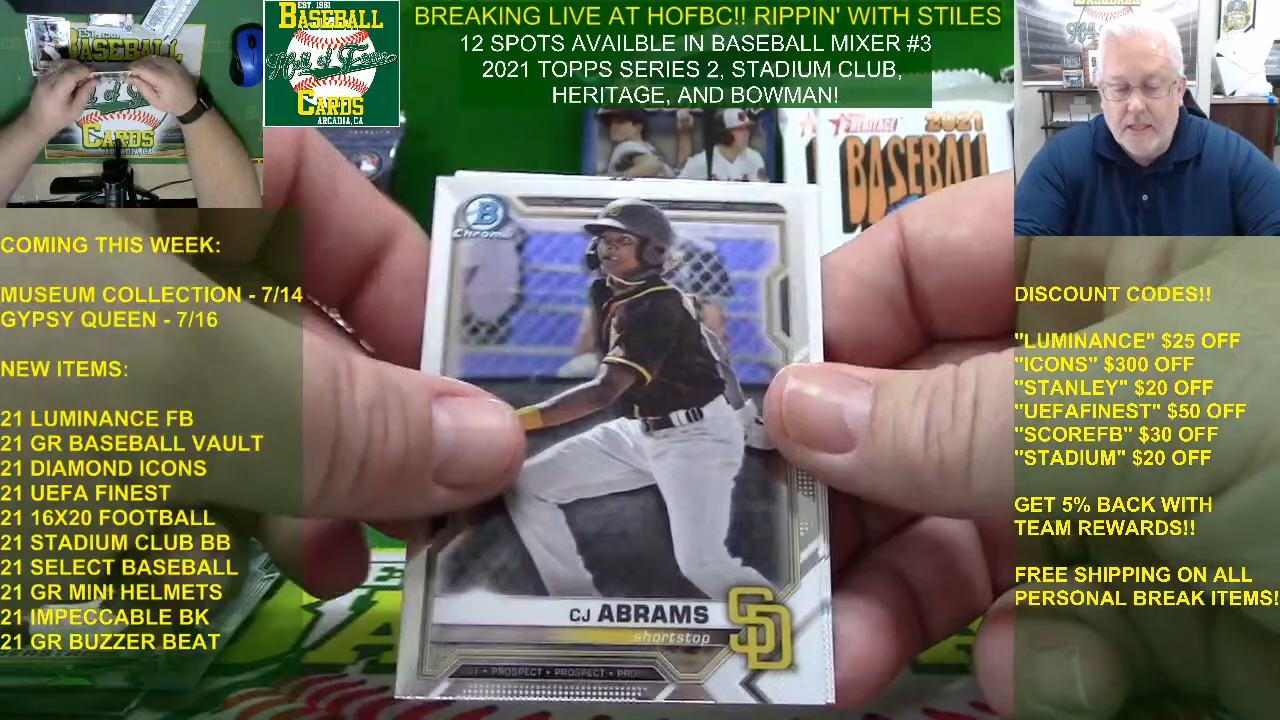 EST. 1981
BASEBALL
Hall of Fame
CARDS
ARCADIA, CA
BREAKING LIVE AT HOFBC!! RIPPIN' WITH STILES
12 SPOTS AVAILBLE IN BASEBALL MIXER #3
2021 TOPPS SERIES 2, STADIUM CLUB,
HERITAGE, AND BOWMAN!
HERITAGE 2021
BASEBALL
COMING THIS WEEK:
MUSEUM COLLECTION - 7/14
GYPSY QUEEN - 7/16
NEW ITEMS:
21 LUMINANCE FB
21 GR BASEBALL VAULT
21 DIAMOND ICONS
21 UEFA FINEST
21 16X20 FOOTBALL
21 STADIUM CLUB BB
21 SELECT BASEBALL
21 GR MINI HELMETS
21 IMPECCABLE BK
21 GR BUZZER BEAT
B
Chrome
CJ ABRAMS
shortstop
SD
PROSPECT • PROSPECT • PRO
DISCOUNT CODES!!
"LUMINANCE" $25 OFF
"ICONS" $300 OFF
"STANLEY" $20 OFF
"UEFAFINEST" $50 OFF
"SCOREFB" $30 OFF
"STADIUM" $20 OFF
GET 5% BACK WITH
TEAM REWARDS!!
FREE SHIPPING ON ALL
PERSONAL BREAK ITEMS!